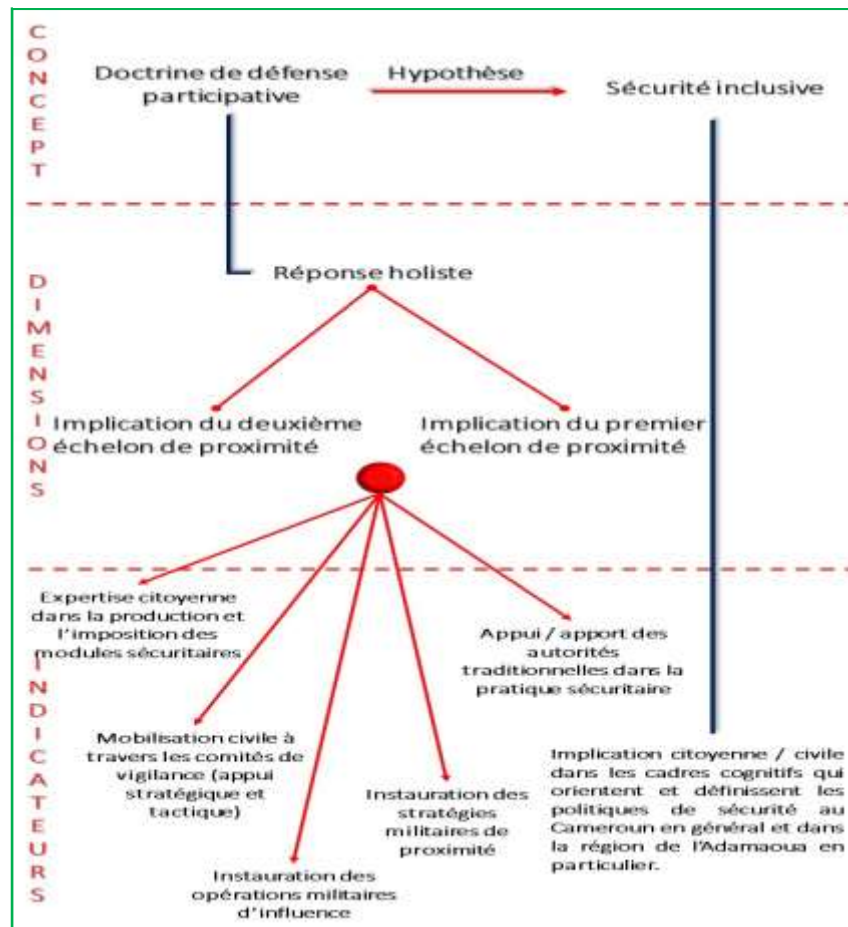 CONCEPT
Doctrine de défense
participative
Hypothèse
Sécurité inclusive
DIMENSIONS
Réponse holiste
Implication du deuxième
échelon de proximité
Implication du premier
échelon de proximité
INDICATEURS
Expertise citoyenne
dans la production et
l'imposition des
modules sécuritaires
Appui / apport des
autorités
traditionnelles dans la
pratique sécuritaire
Mobilisation civile à
travers les comités de
vigilance (appui
stratégique et
tactique)
Instauration des
stratégies
militaires de
proximité
Instauration des
opérations militaires
d'influence
Implication citoyenne / civile
dans les cadres cognitifs qui
orientent et définissent les
politiques de sécurité au
Cameroun en général et dans
la région de l'Adamaoua en
particulier.